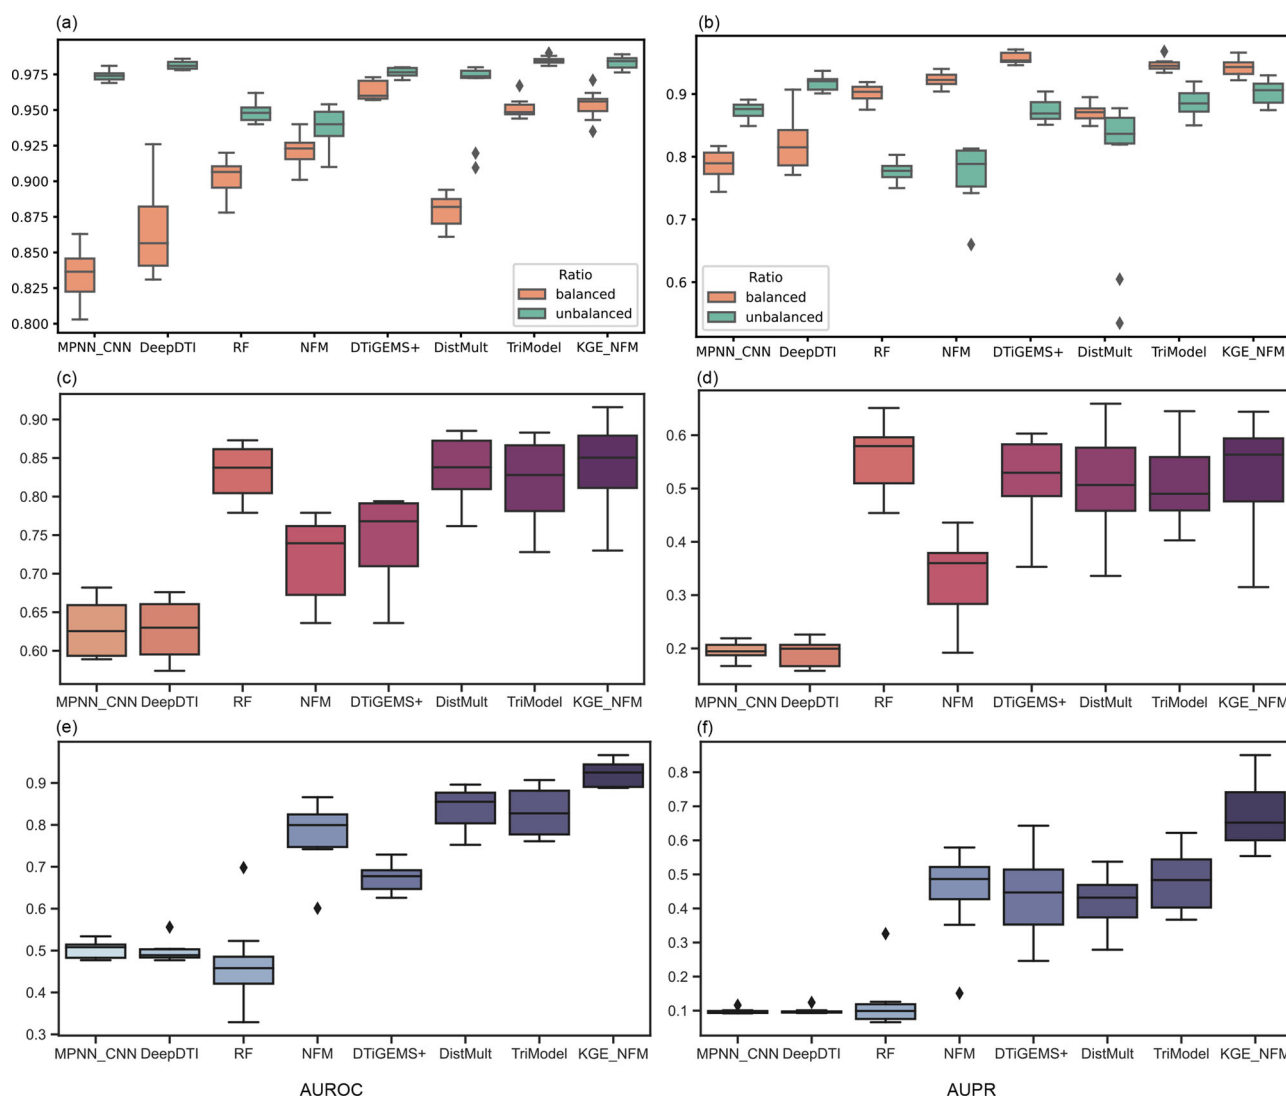 (a)
0.975
0.950
0.925
0.900
0.875
0.850
0.825
0.800
Ratio
balanced
unbalanced
MPNN_CNN DeepDTI RF NFM DTiGEMS+ DistMult TriModel KGE_NFM
(b)
0.9
0.8
0.7
0.6
Ratio
balanced
unbalanced
MPNN_CNN DeepDTI RF NFM DTiGEMS+ DistMult TriModel KGE_NFM
(c)
0.90
0.85
0.80
0.75
0.70
0.65
0.60
MPNN_CNN DeepDTI RF NFM DTiGEMS+ DistMult TriModel KGE_NFM
(d)
0.6
0.5
0.4
0.3
0.2
MPNN_CNN DeepDTI RF NFM DTiGEMS+ DistMult TriModel KGE_NFM
(e)
0.9
0.8
0.7
0.6
0.5
0.4
0.3
MPNN_CNN DeepDTI RF NFM DTiGEMS+ DistMult TriModel KGE_NFM
AUROC
(f)
0.8
0.7
0.6
0.5
0.4
0.3
0.2
0.1
MPNN_CNN DeepDTI RF NFM DTiGEMS+ DistMult TriModel KGE_NFM
AUPR